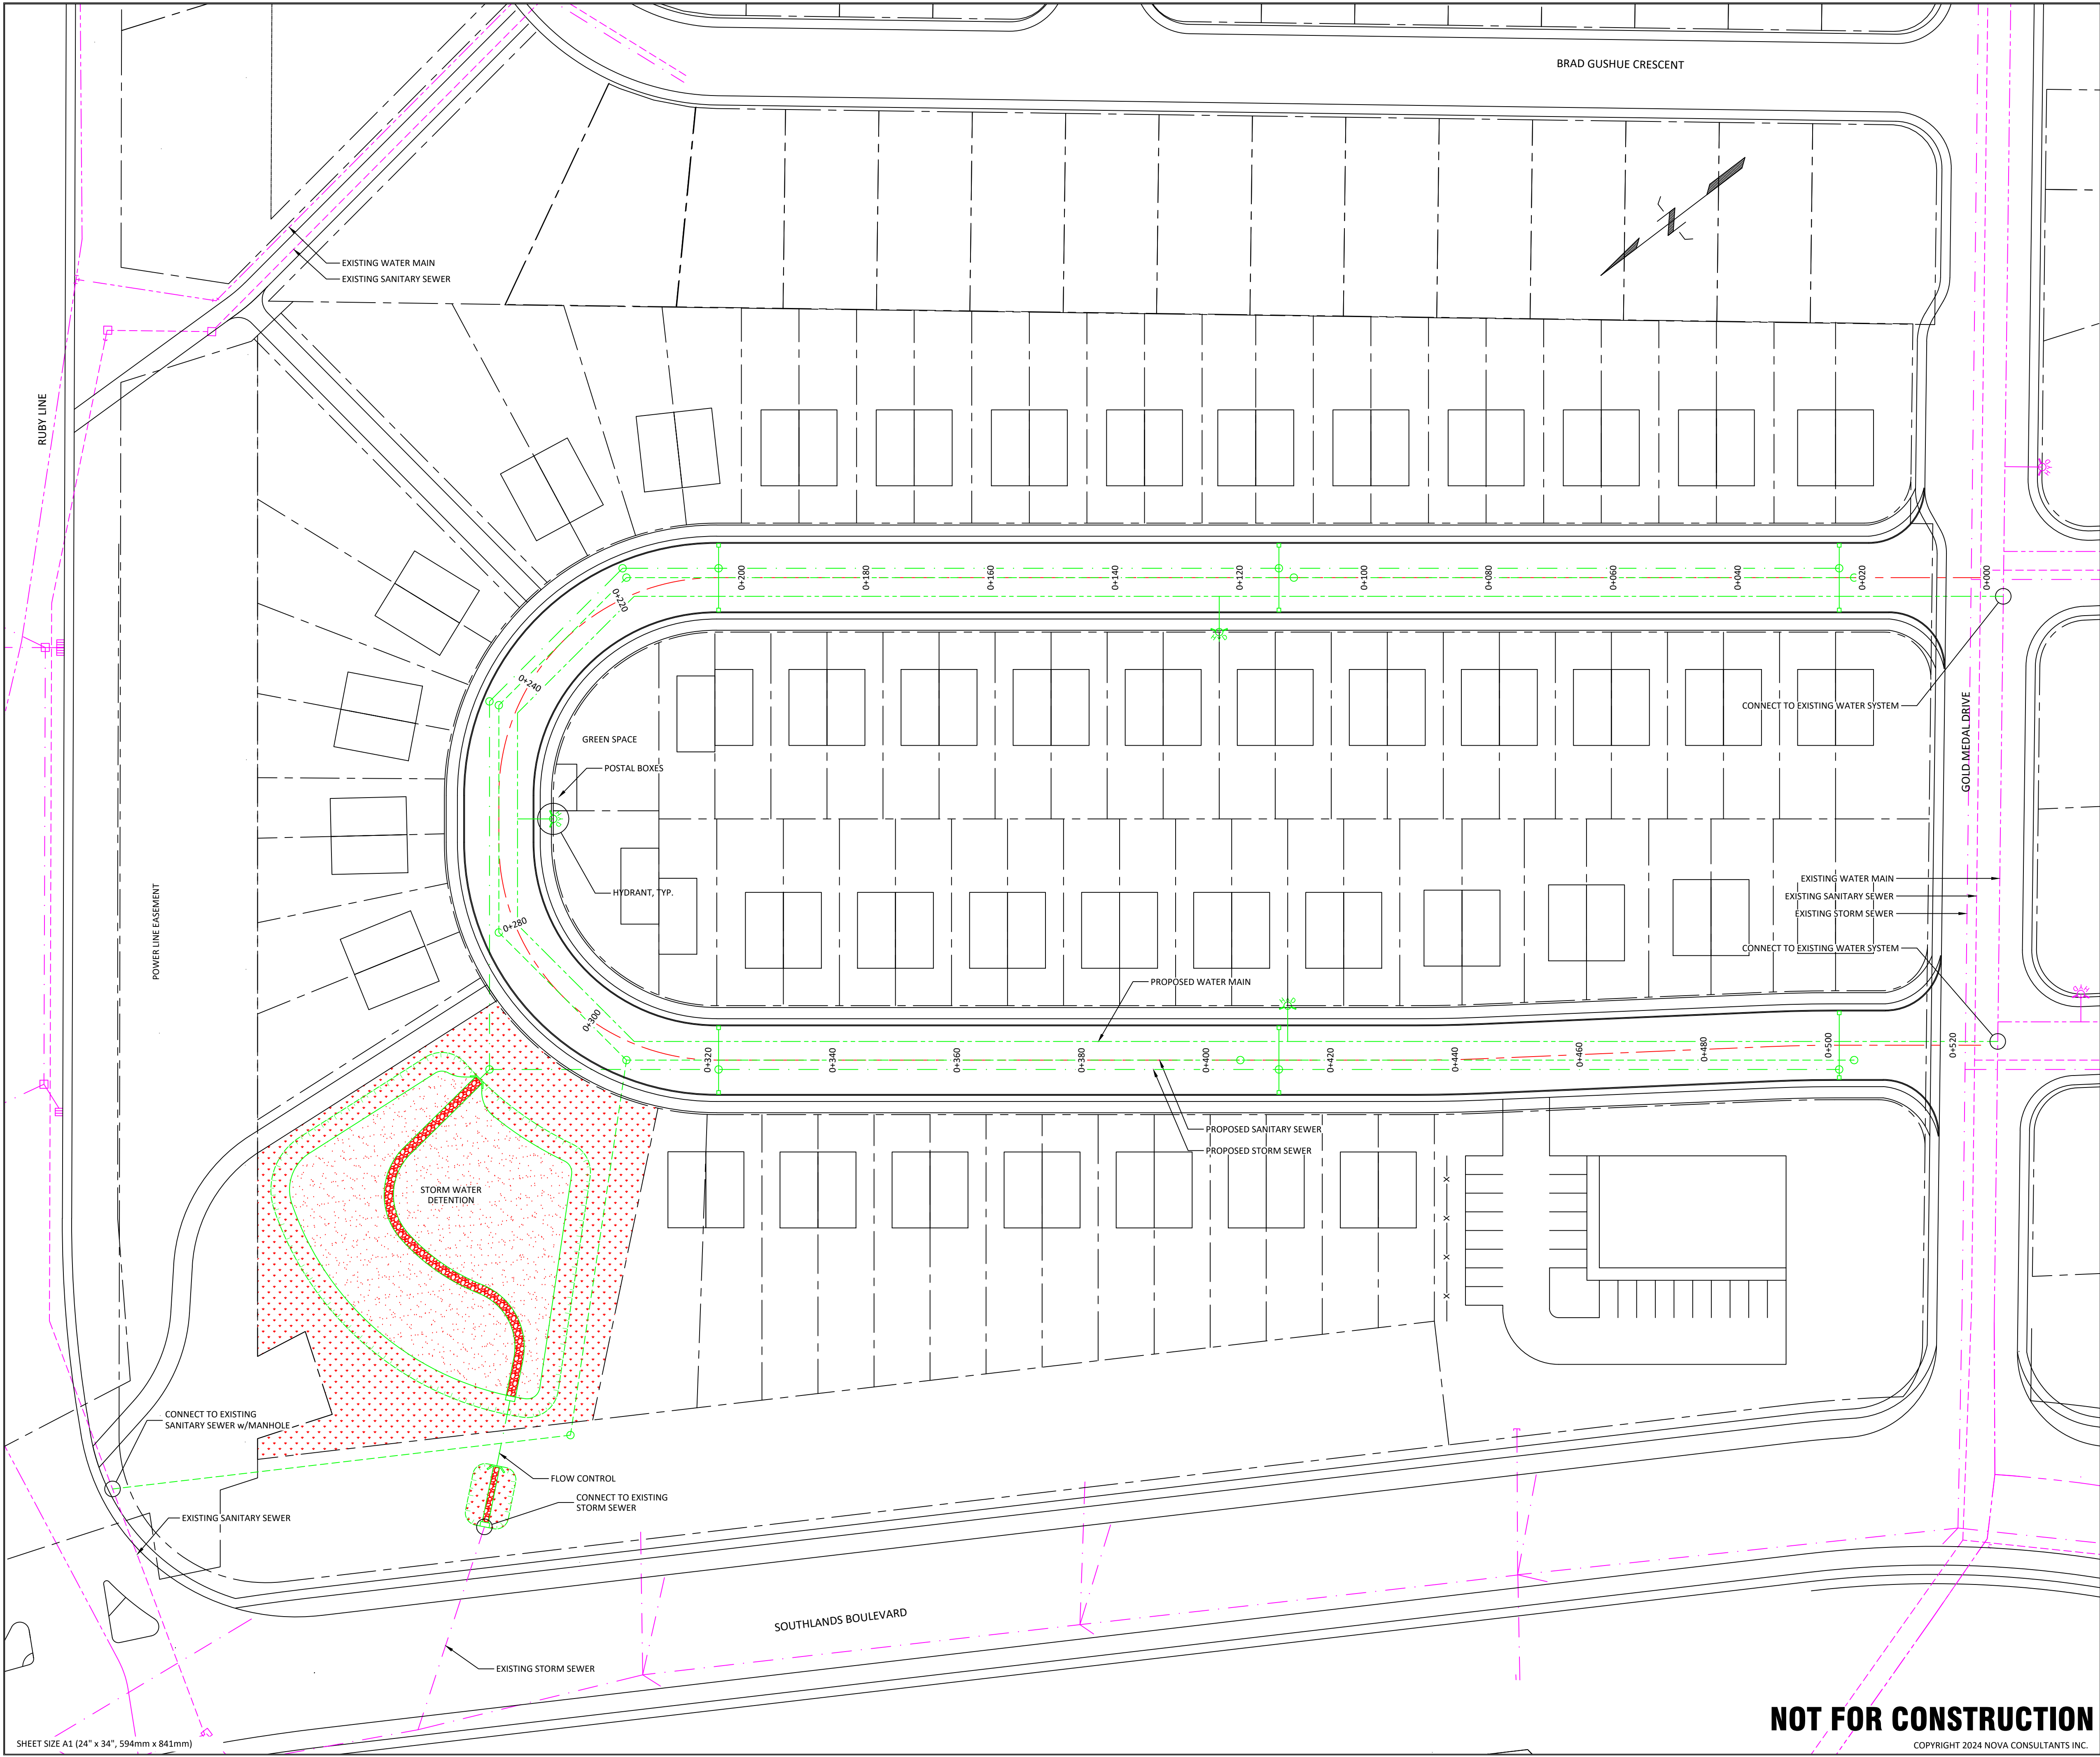 BRAD GUSHUE CRESCENT
EXISTING WATER MAIN
EXISTING SANITARY SEWER
RUBY LINE
0+200
0+180
0+160
0+140
0+120
0+100
0+080
0+060
0+040
0+020
0+000
0+220
0+240
CONNECT TO EXISTING WATER SYSTEM
GOLD MEDAL DRIVE
GREEN SPACE
POSTAL BOXES
HYDRANT, TYP.
EXISTING WATER MAIN
EXISTING SANITARY SEWER
EXISTING STORM SEWER
POWER LINE EASEMENT
0+280
CONNECT TO EXISTING WATER SYSTEM
PROPOSED WATER MAIN
0+300
0+320
0+340
0+360
0+380
0+400
0+420
0+440
0+460
0+480
0+500
0+520
PROPOSED SANITARY SEWER
PROPOSED STORM SEWER
STORM WATER
DETENTION
X
X
X
X
CONNECT TO EXISTING
SANITARY SEWER w/MANHOLE
FLOW CONTROL
CONNECT TO EXISTING
STORM SEWER
EXISTING SANITARY SEWER
SOUTHLANDS BOULEVARD
EXISTING STORM SEWER
NOT FOR CONSTRUCTION
SHEET SIZE A1 (24" x 34", 594mm x 841mm)
COPYRIGHT 2024 NOVA CONSULTANTS INC.